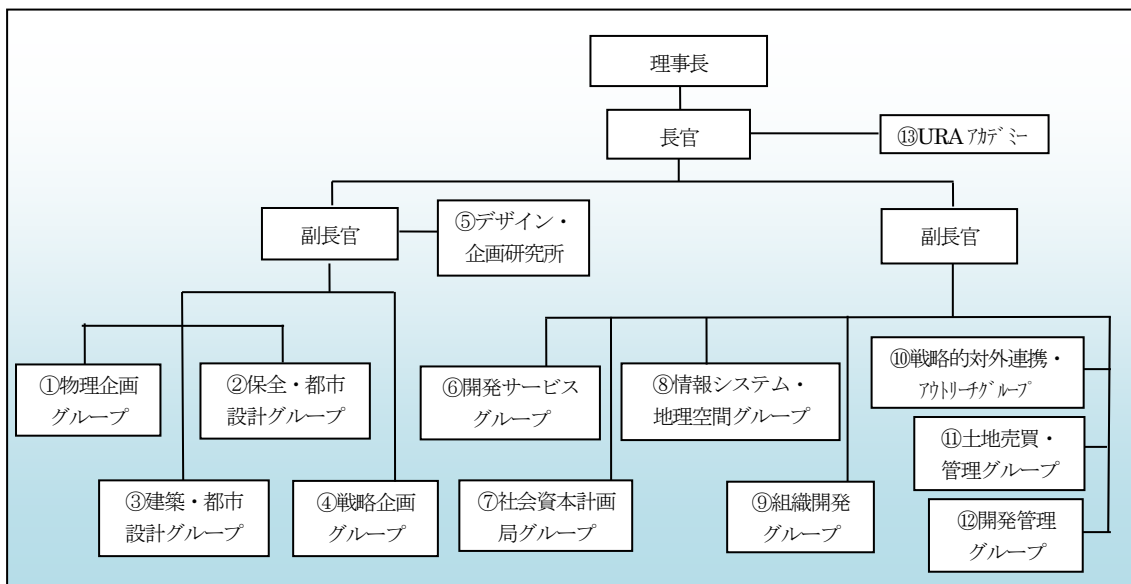 理事長
長官
⑬URA ｱｶﾃﾞﾐｰ
副長官
⑤デザイン・
企画研究所
副長官
①物理企画
グループ
②保全・都市
設計グループ
③建築・都市
設計グループ
④戦略企画
グループ
⑥開発サービス
グループ
⑦社会資本計画
局グループ
⑧情報システム・
地理空間グループ
⑨組織開発
グループ
⑩戦略的対外連携・
ｱｳﾄﾘｰﾁｸﾞﾙｰﾌﾟ
⑪土地売買・
管理グループ
⑫開発管理
グループ